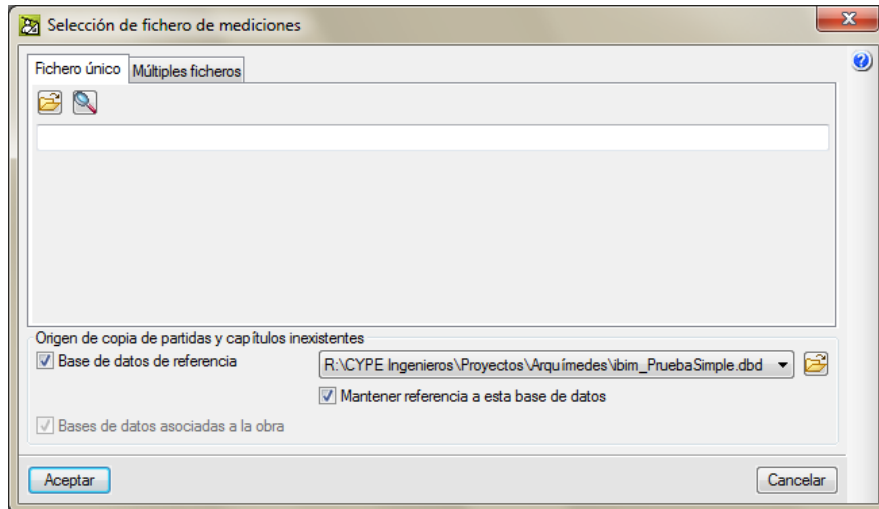 Selección de fichero de mediciones
Fichero único Múltiples ficheros
Origen de copia de partidas y capítulos inexistentes
Base de datos de referencia R:\CYPE Ingenieros\Proyectos\Arquímedes\ibim_PruebaSimple.dbd
Mantener referencia a esta base de datos
Bases de datos asociadas a la obra
Aceptar Cancelar